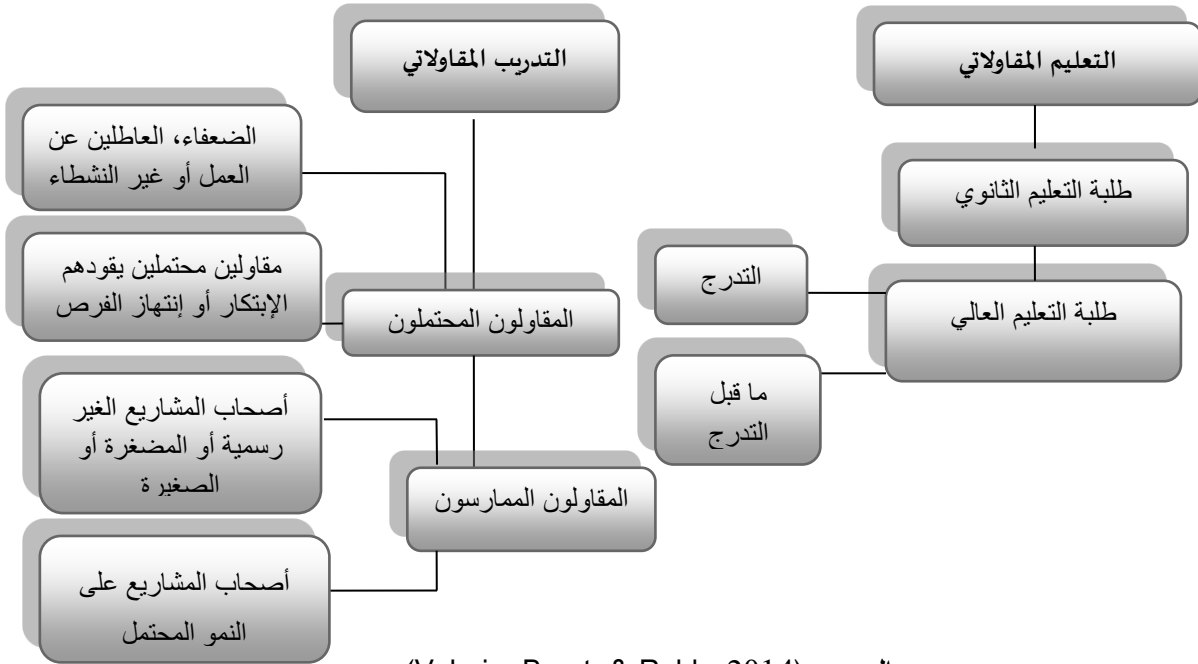 التعليم المقاولاتي
طلبة التعليم الثانوي
طلبة التعليم العالي
التدرج
ما قبل
التدرج
التدريب المقاولاتي
المقاولون المحتملون
الضعفاء، العاطلين عن
العمل أو غير النشطاء
مقاولين محتملين يقودهم
الإبتكار أو إنتهاز الفرص
المقاولون الممارسون
أصحاب المشاريع الغير
رسمية أو المضغرة أو
الصغيرة
أصحاب المشاريع على
النمو المحتمل